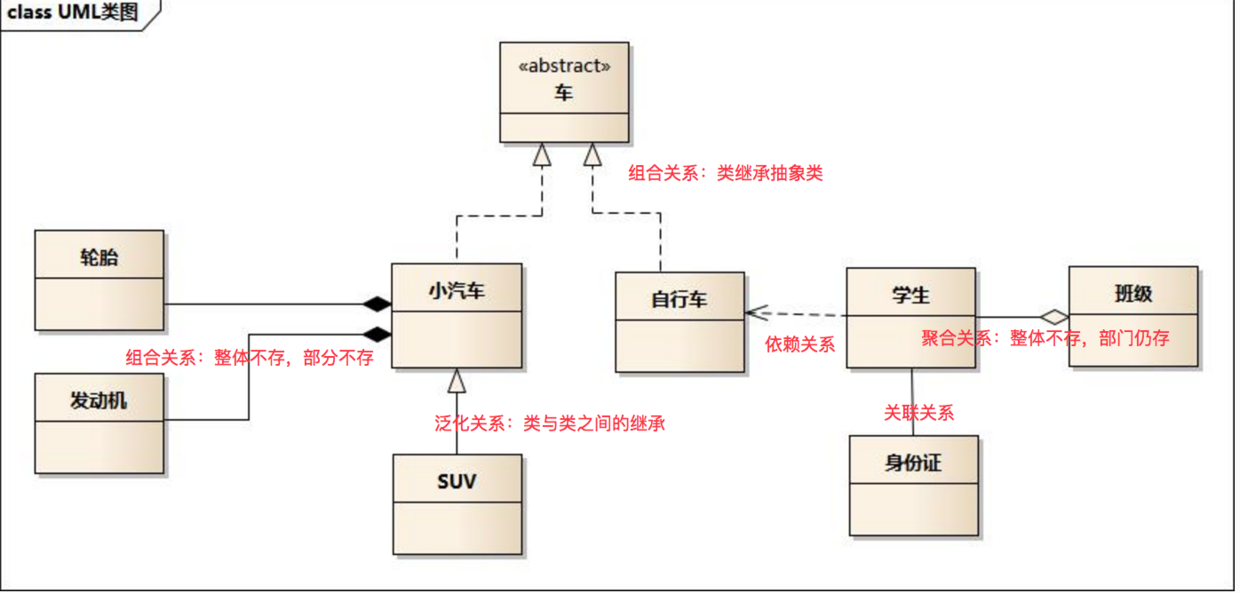 class UML类图
«abstract»
车
组合关系：类继承抽象类
轮胎
小汽车
自行车
学生
班级
依赖关系
聚合关系：整体不存，部门仍存
组合关系：整体不存，部分不存
发动机
泛化关系：类与类之间的继承
关联关系
SUV
身份证